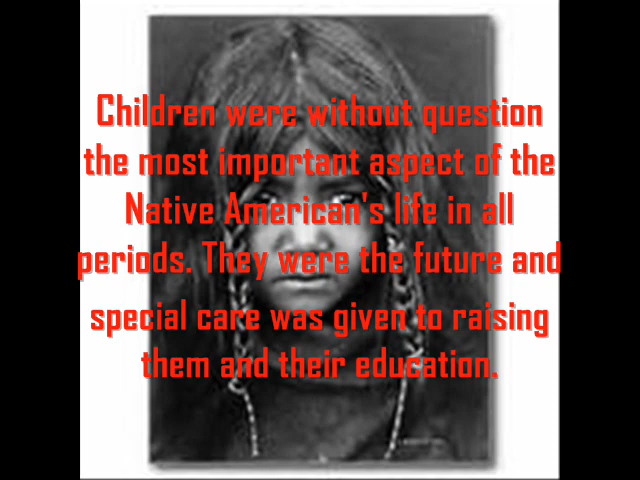 Children were without question
the most important aspect of the
Native American's life in all
periods. They were the future and
special care was given to raising
them and their education.